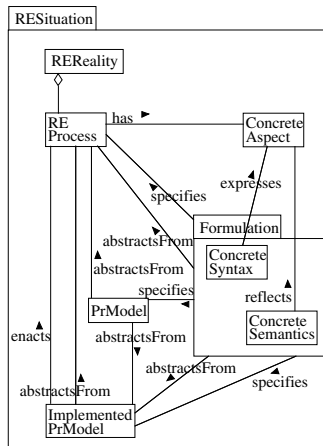 RESituation
REReality
RE
Process
has
Concrete
Aspect
specifies
expresses
Formulation
abstractsFrom
Concrete
Syntax
abstractsFrom
specifies
reflects
PrModel
Concrete
Semantics
abstractsFrom
enacts
abstractsFrom
abstractsFrom
specifies
Implemented
PrModel